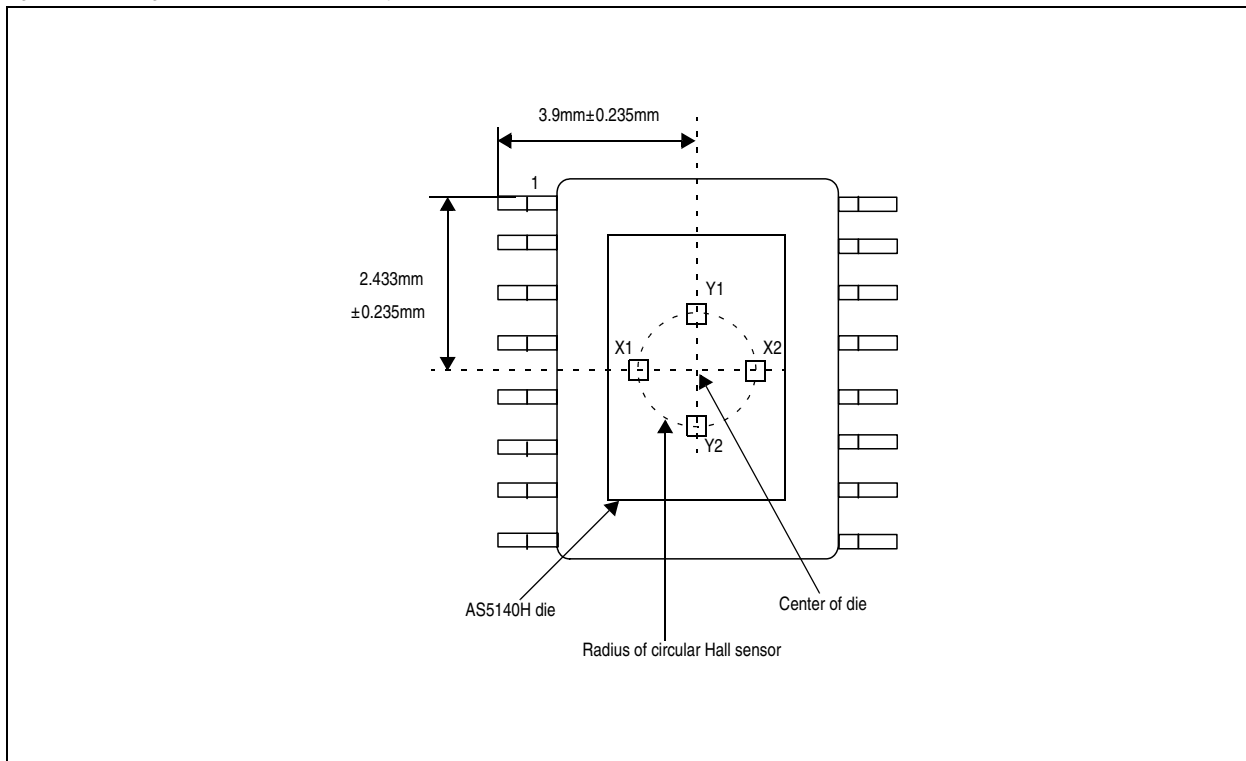 3.9mm±0.235mm
1
2.433mm
±0.235mm
Y1
X1
X2
Y2
AS5140H die
Center of die
Radius of circular Hall sensor